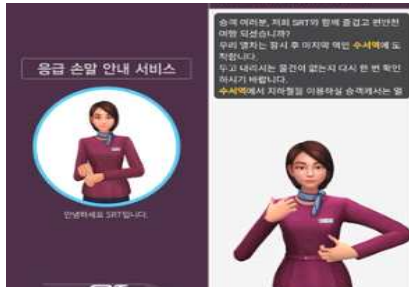 응급 손말 안내 서비스
안녕하세요 SRT입니다.
승객 여러분, 저희 SRT와 함께 즐겁고 편안한
여행 되셨습니까?
우리 열차는 잠시 후 마지막 역인 수서역에 도
착합니다.
두고 내리시는 물건이 없는지 다시 한 번 확인
하시기 바랍니다.
수서역에서 지하철을 이용하실 승객께서는 열